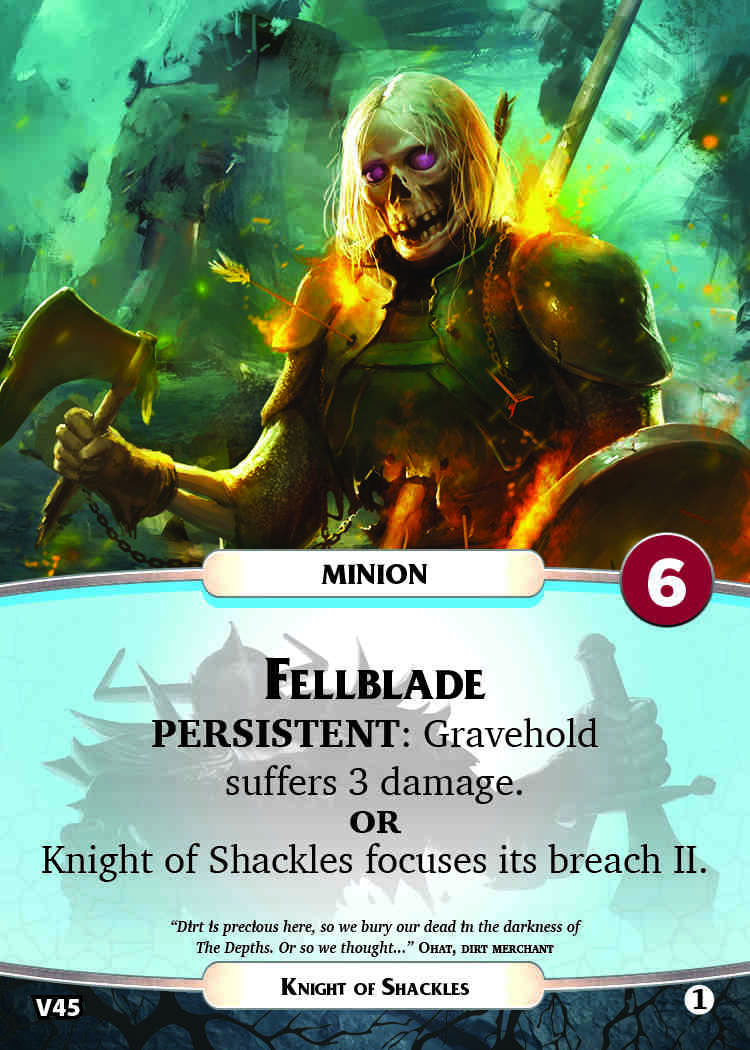 MINION
6
FELLBLADE
PERSISTENT: Gravehold
suffers 3 damage.
OR
Knight of Shackles focuses its breach II.
“Dirt is precious here, so we bury our dead in the darkness of
The Depths. Or so we thought...” OHAT, DIRT MERCHANT
KNIGHT OF SHACKLES
V45
1